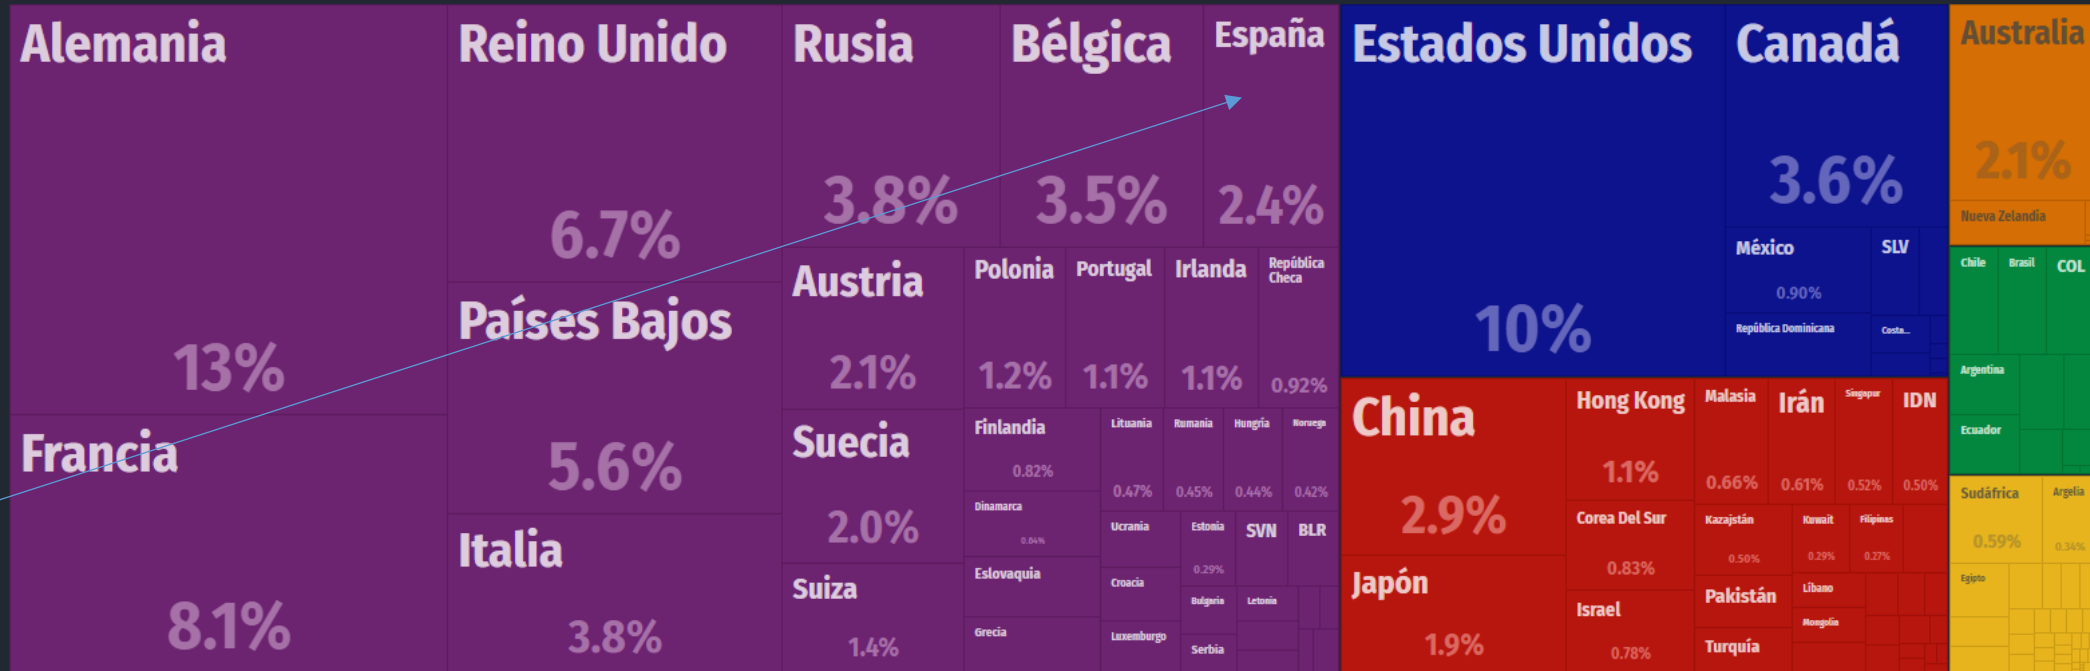 Alemania
13%
Francia
8.1%
Reino Unido
6.7%
Países Bajos
5.6%
Italia
3.8%
Rusia
3.8%
Bélgica
3.5%
España
2.4%
Austria
2.1%
Suecia
2.0%
Suiza
1.4%
Polonia
1.2%
Portugal
1.1%
Irlanda
1.1%
República
Checa
0.92%
Finlandia
0.82%
Dinamarca
0.64%
Eslovaquia
Grecia
Lituania
0.47%
Rumania
0.45%
Hungría
0.44%
Noruega
0.42%
Ucrania
Croacia
Luxemburgo
Estonia
0.29%
SVN
BLR
Bulgaria
Letonia
Serbia
Estados Unidos
10%
Canadá
3.6%
México
0.90%
SLV
República Dominicana
Costa...
China
2.9%
Japón
1.9%
Hong Kong
1.1%
Corea Del Sur
0.83%
Israel
0.78%
Malasia
0.66%
Irán
0.61%
Singapur
0.52%
IDN
0.50%
Kazajstán
0.50%
Kuwait
0.29%
Filipinas
0.27%
Pakistán
Turquía
Líbano
Mongolia
Australia
2.1%
Nueva Zelandia
Chile
Brasil
COL
Argentina
Ecuador
Sudáfrica
0.59%
Argelia
0.34%
Egipto